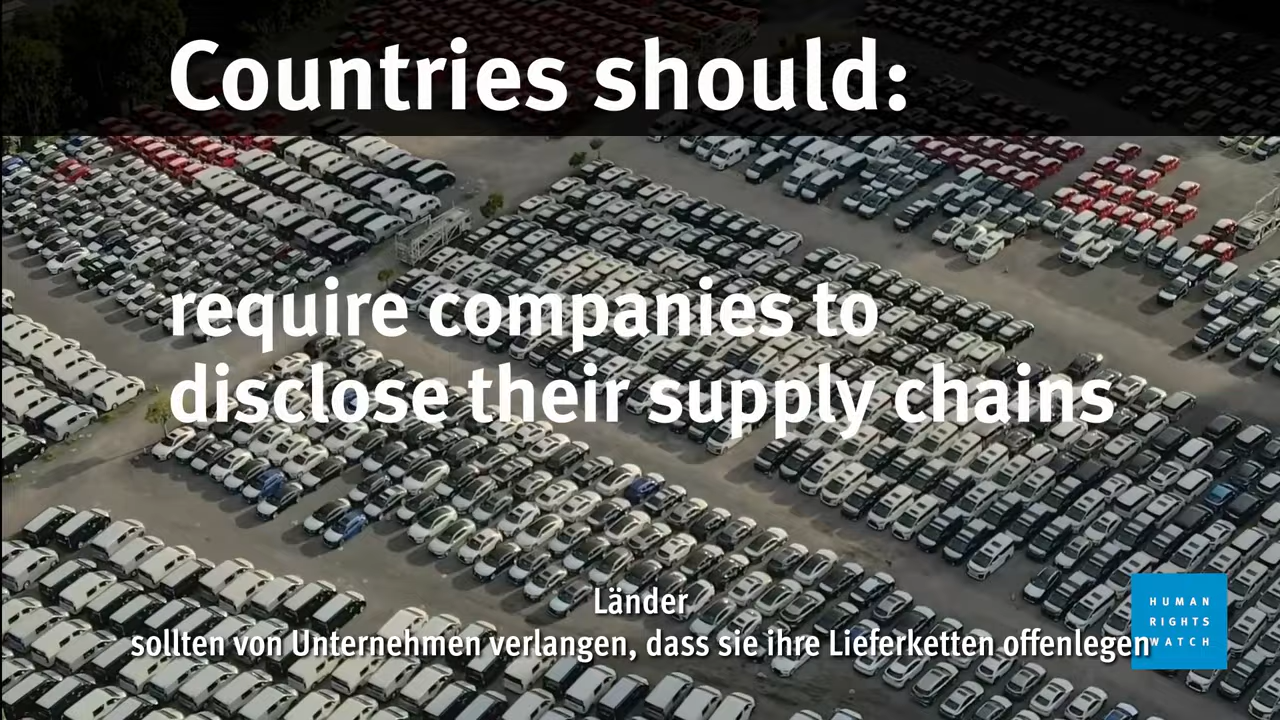 Countries should:
require companies to
disclose their supply chains
Länder
sollten von Unternehmen verlangen, dass sie ihre Lieferketten offenlegen
HUMAN
RIGHTS
WATCH